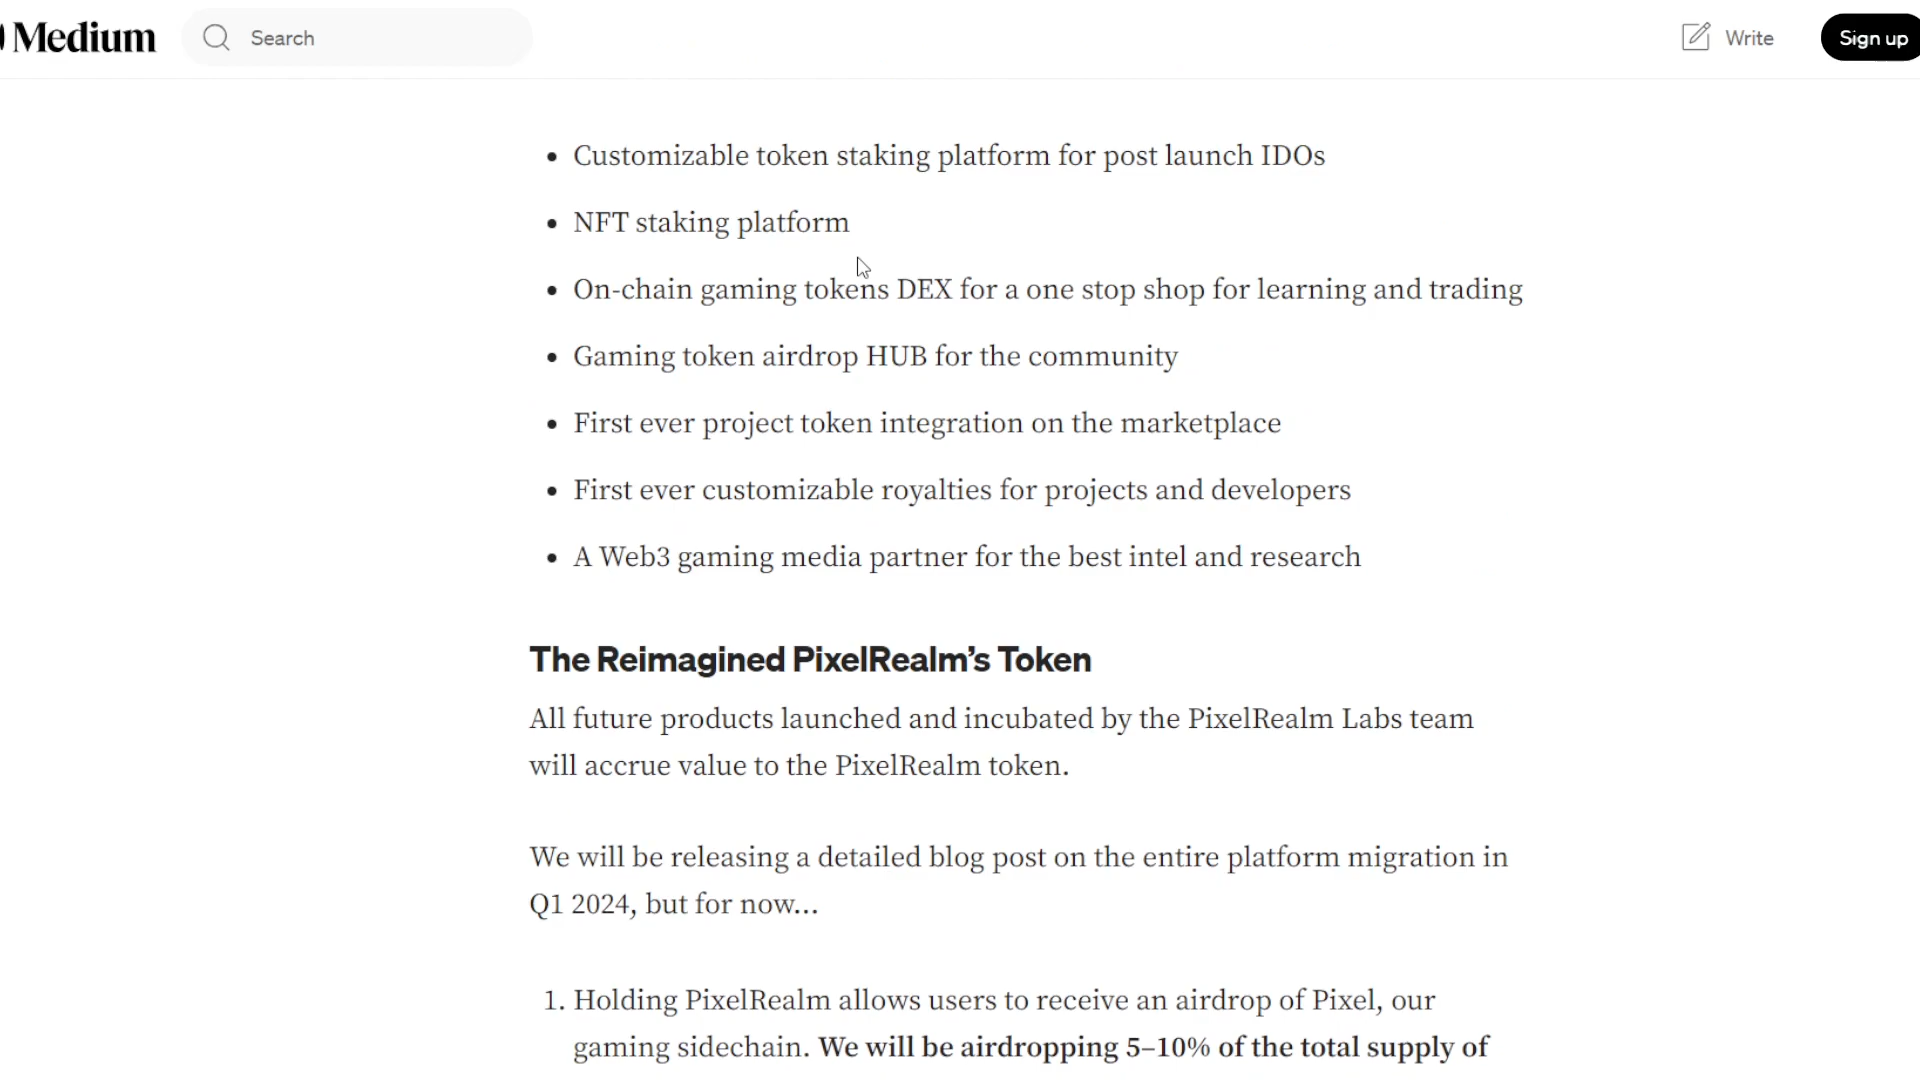 Medium
Search
Write
Sign up
• Customizable token staking platform for post launch IDOs
• NFT staking platform
• On-chain gaming tokens DEX for a one stop shop for learning and trading
• Gaming token airdrop HUB for the community
• First ever project token integration on the marketplace
• First ever customizable royalties for projects and developers
• A Web3 gaming media partner for the best intel and research
The Reimagined PixelRealm’s Token
All future products launched and incubated by the PixelRealm Labs team
will accrue value to the PixelRealm token.
We will be releasing a detailed blog post on the entire platform migration in
Q1 2024, but for now…
1. Holding PixelRealm allows users to receive an airdrop of Pixel, our
gaming sidechain. We will be airdropping 5–10% of the total supply of